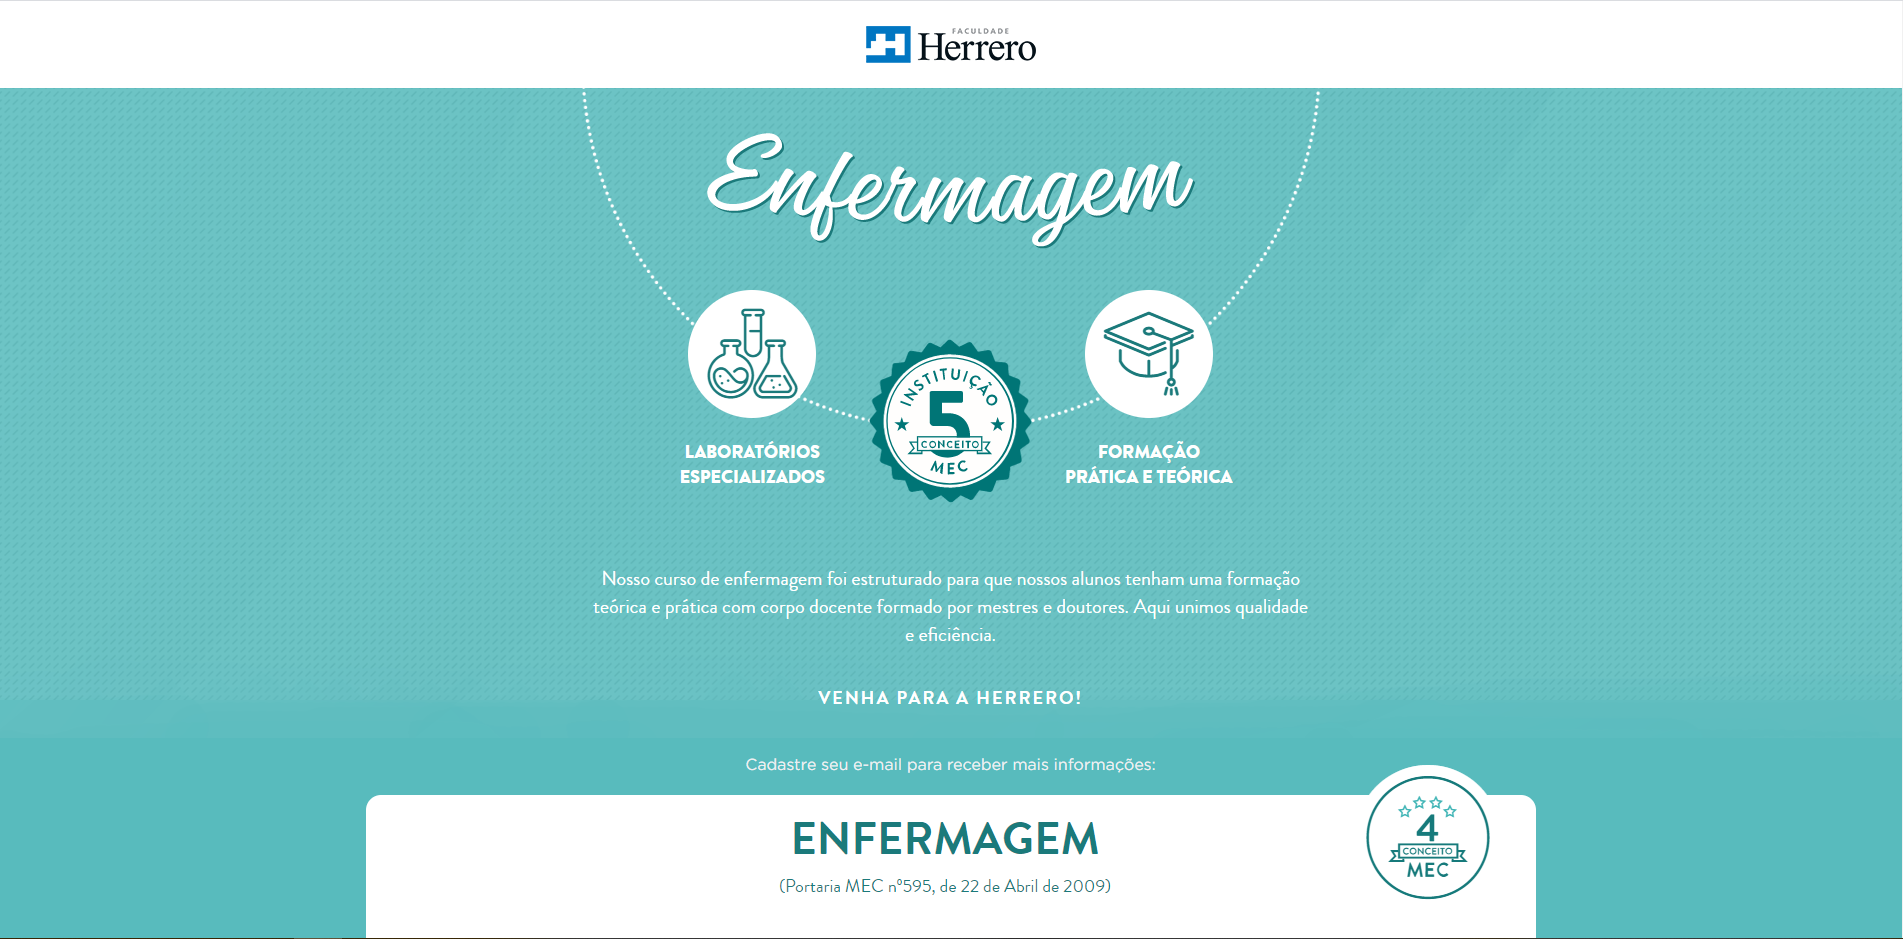 FACULDADE
Herrero
Enfermagem
INSTITUIÇÃO
5
CONCEITO
MEC
LABORATÓRIOS
ESPECIALIZADOS
FORMAÇÃO
PRÁTICA E TEÓRICA
Nosso curso de enfermagem foi estruturado para que nossos alunos tenham uma formação
teórica e prática com corpo docente formado por mestres e doutores. Aqui unimos qualidade
e eficiência.
VENHA PARA A HERRERO!
Cadastre seu e-mail para receber mais informações:
ENFERMAGEM
(Portaria MEC nº595, de 22 de Abril de 2009)
4
CONCEITO
MEC